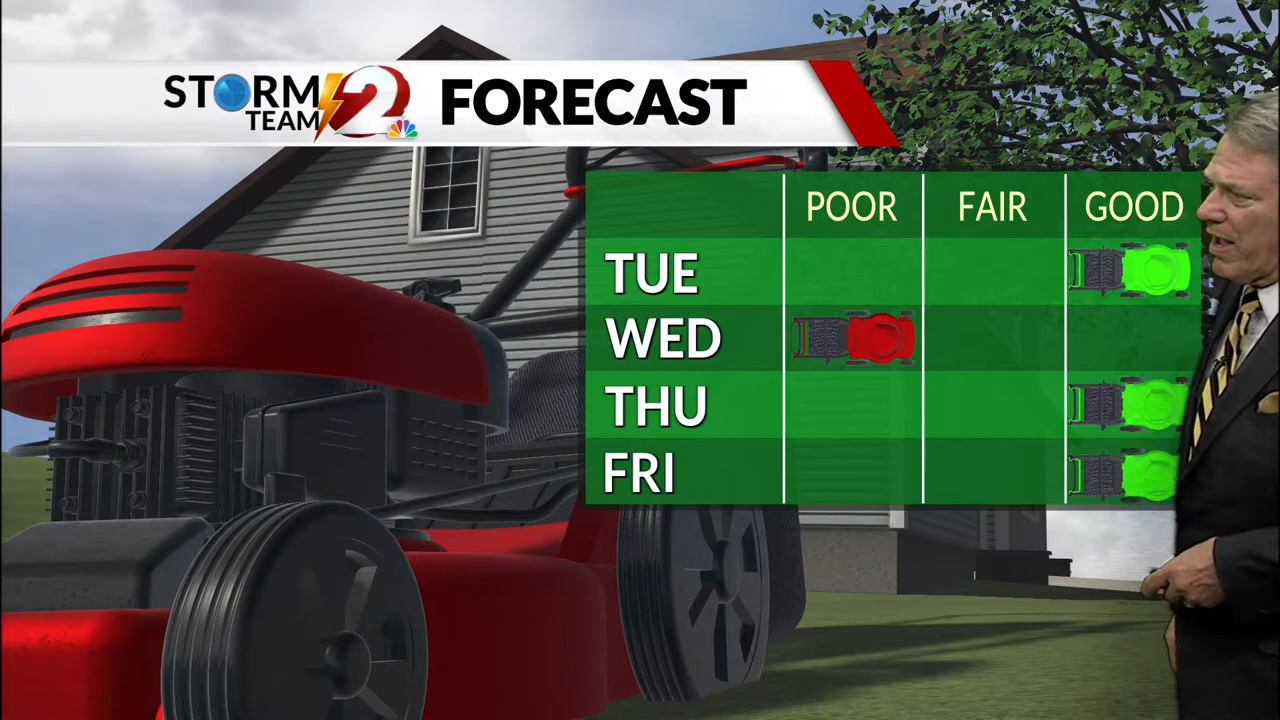 STORM
TEAM
2
FORECAST
POOR FAIR GOOD
TUE
WED
THU
FRI